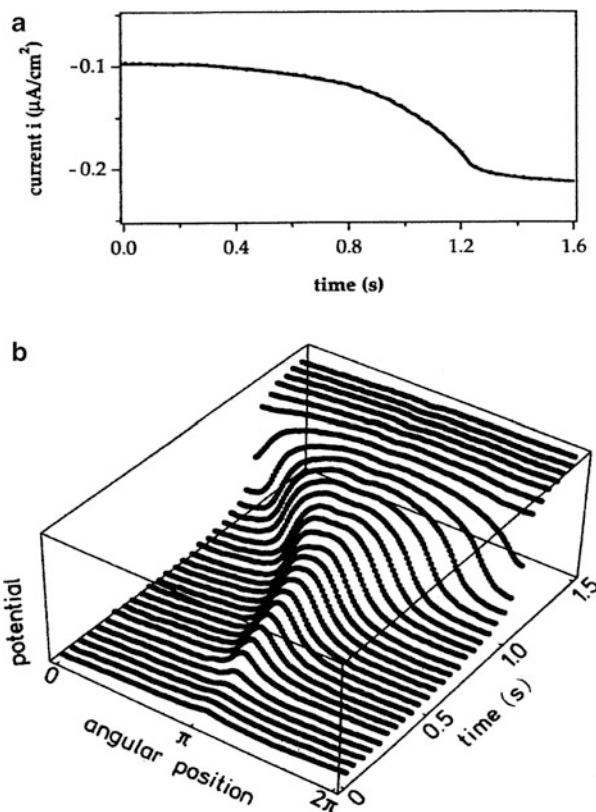 a
current i (μA/cm²)
-0.1
-0.2
0.0
0.4
0.8
1.2
1.6
time (s)
b
potential
0
π
2π
angular position
0
0.5
1.0
1.5
time (s)